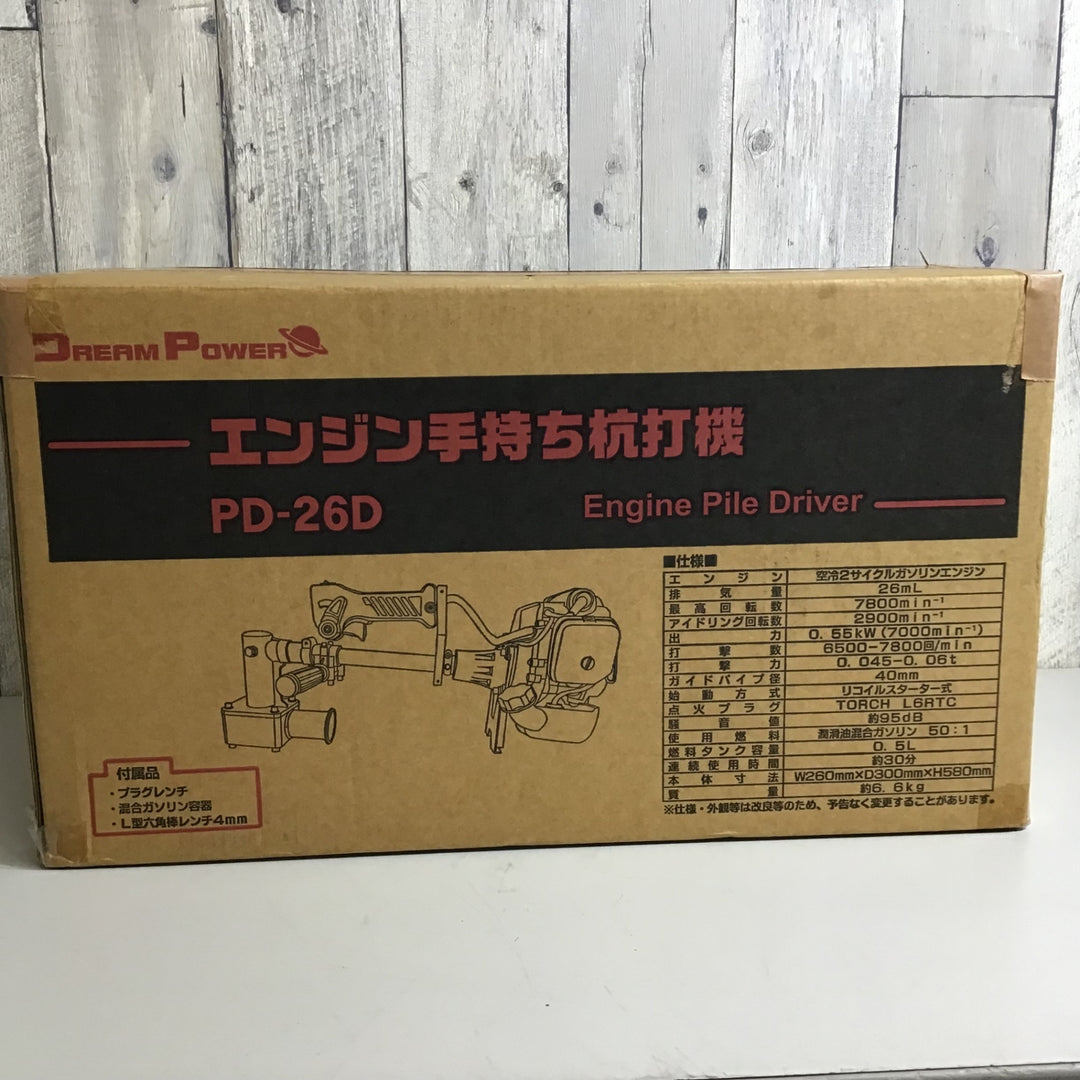 DREAM POWER
エンジン手持ち杭打機
PD-26D
Engine Pile Driver
■仕様■
エンジン 空冷2サイクルガソリンエンジン
排気量 26mL
最高回転数 7800min⁻¹
アイドリング回転数 2900min⁻¹
出力 0.55kW(7000min⁻¹)
打撃数 6500-7800回/min
打撃力 0.045-0.06t
ガイドパイプ径 40mm
始動方式 リコイルスターター式
点火プラグ TORCH L6RTC
騒音値 約95dB
使用燃料 潤滑油混合ガソリン 50:1
燃料タンク容量 0.5L
連続使用時間 約30分
本体寸法 W260mm×D300mm×H580mm
質量 約6.6kg
※仕様・外観等は改良等のため、予告なく変更することがあります。
付属品
・プラグレンチ
・混合ガソリン容器
・L型六角棒レンチ4mm